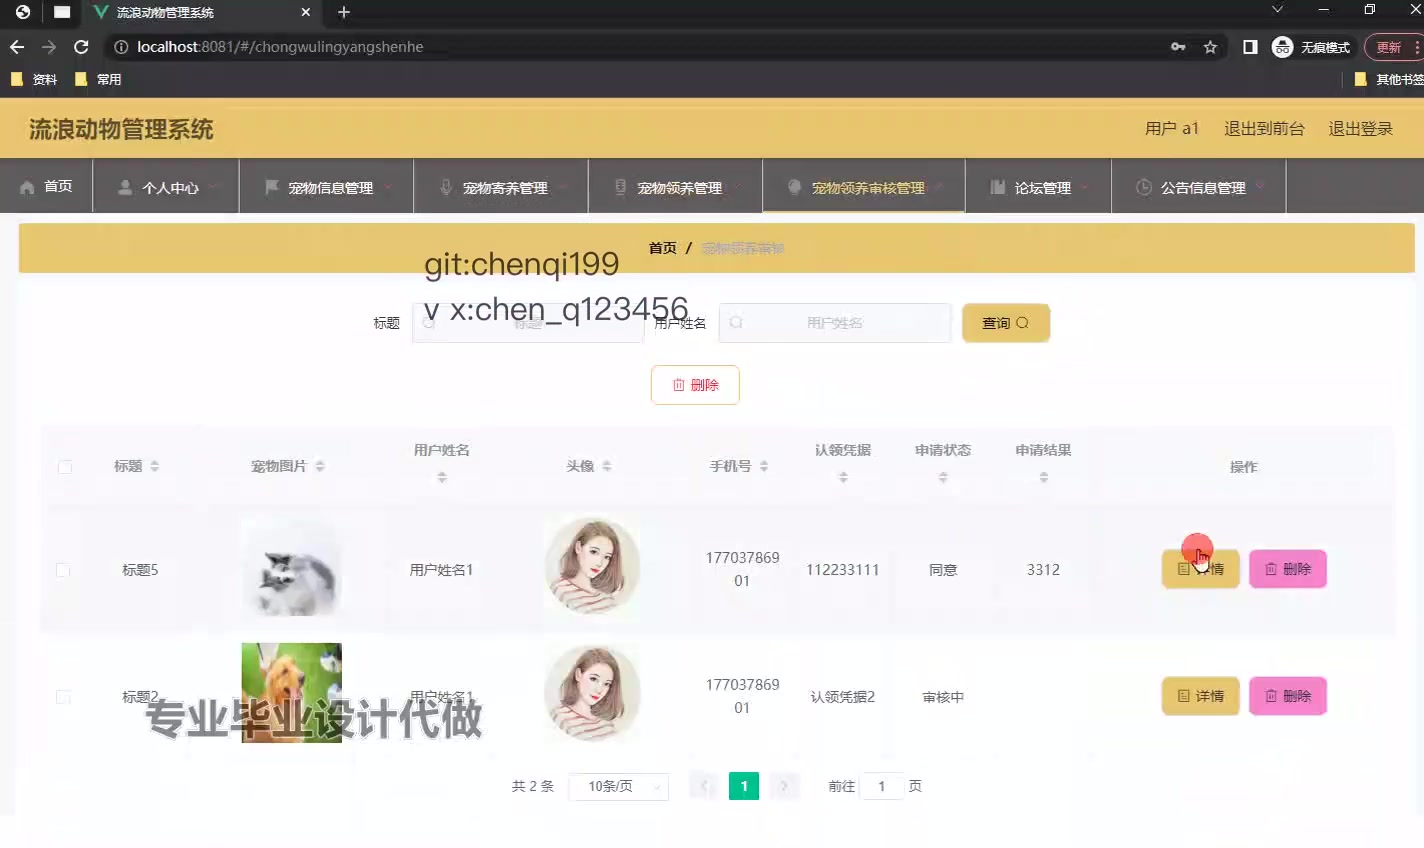 流浪动物管理系统
localhost:8081/#/chongwulingyangshenhe
无痕模式
更新
资料
常用
其他书签
流浪动物管理系统
用户 a1
退出到前台
退出登录
首页
个人中心
宠物信息管理
宠物寄养管理
宠物领养管理
宠物领养审核管理
论坛管理
公告信息管理
首页 / 宠物领养审核
git:chenqi199
v x:chen_q123456
标题
标题
用户姓名
用户姓名
查询
删除
标题
宠物图片
用户姓名
头像
手机号
认领凭据
申请状态
申请结果
操作
标题5
用户姓名1
177037869
01
112233111
同意
3312
详情
删除
标题2
用户姓名1
177037869
01
认领凭据2
审核中
详情
删除
专业毕业设计代做
共 2 条
10条/页
1
前往
1
页